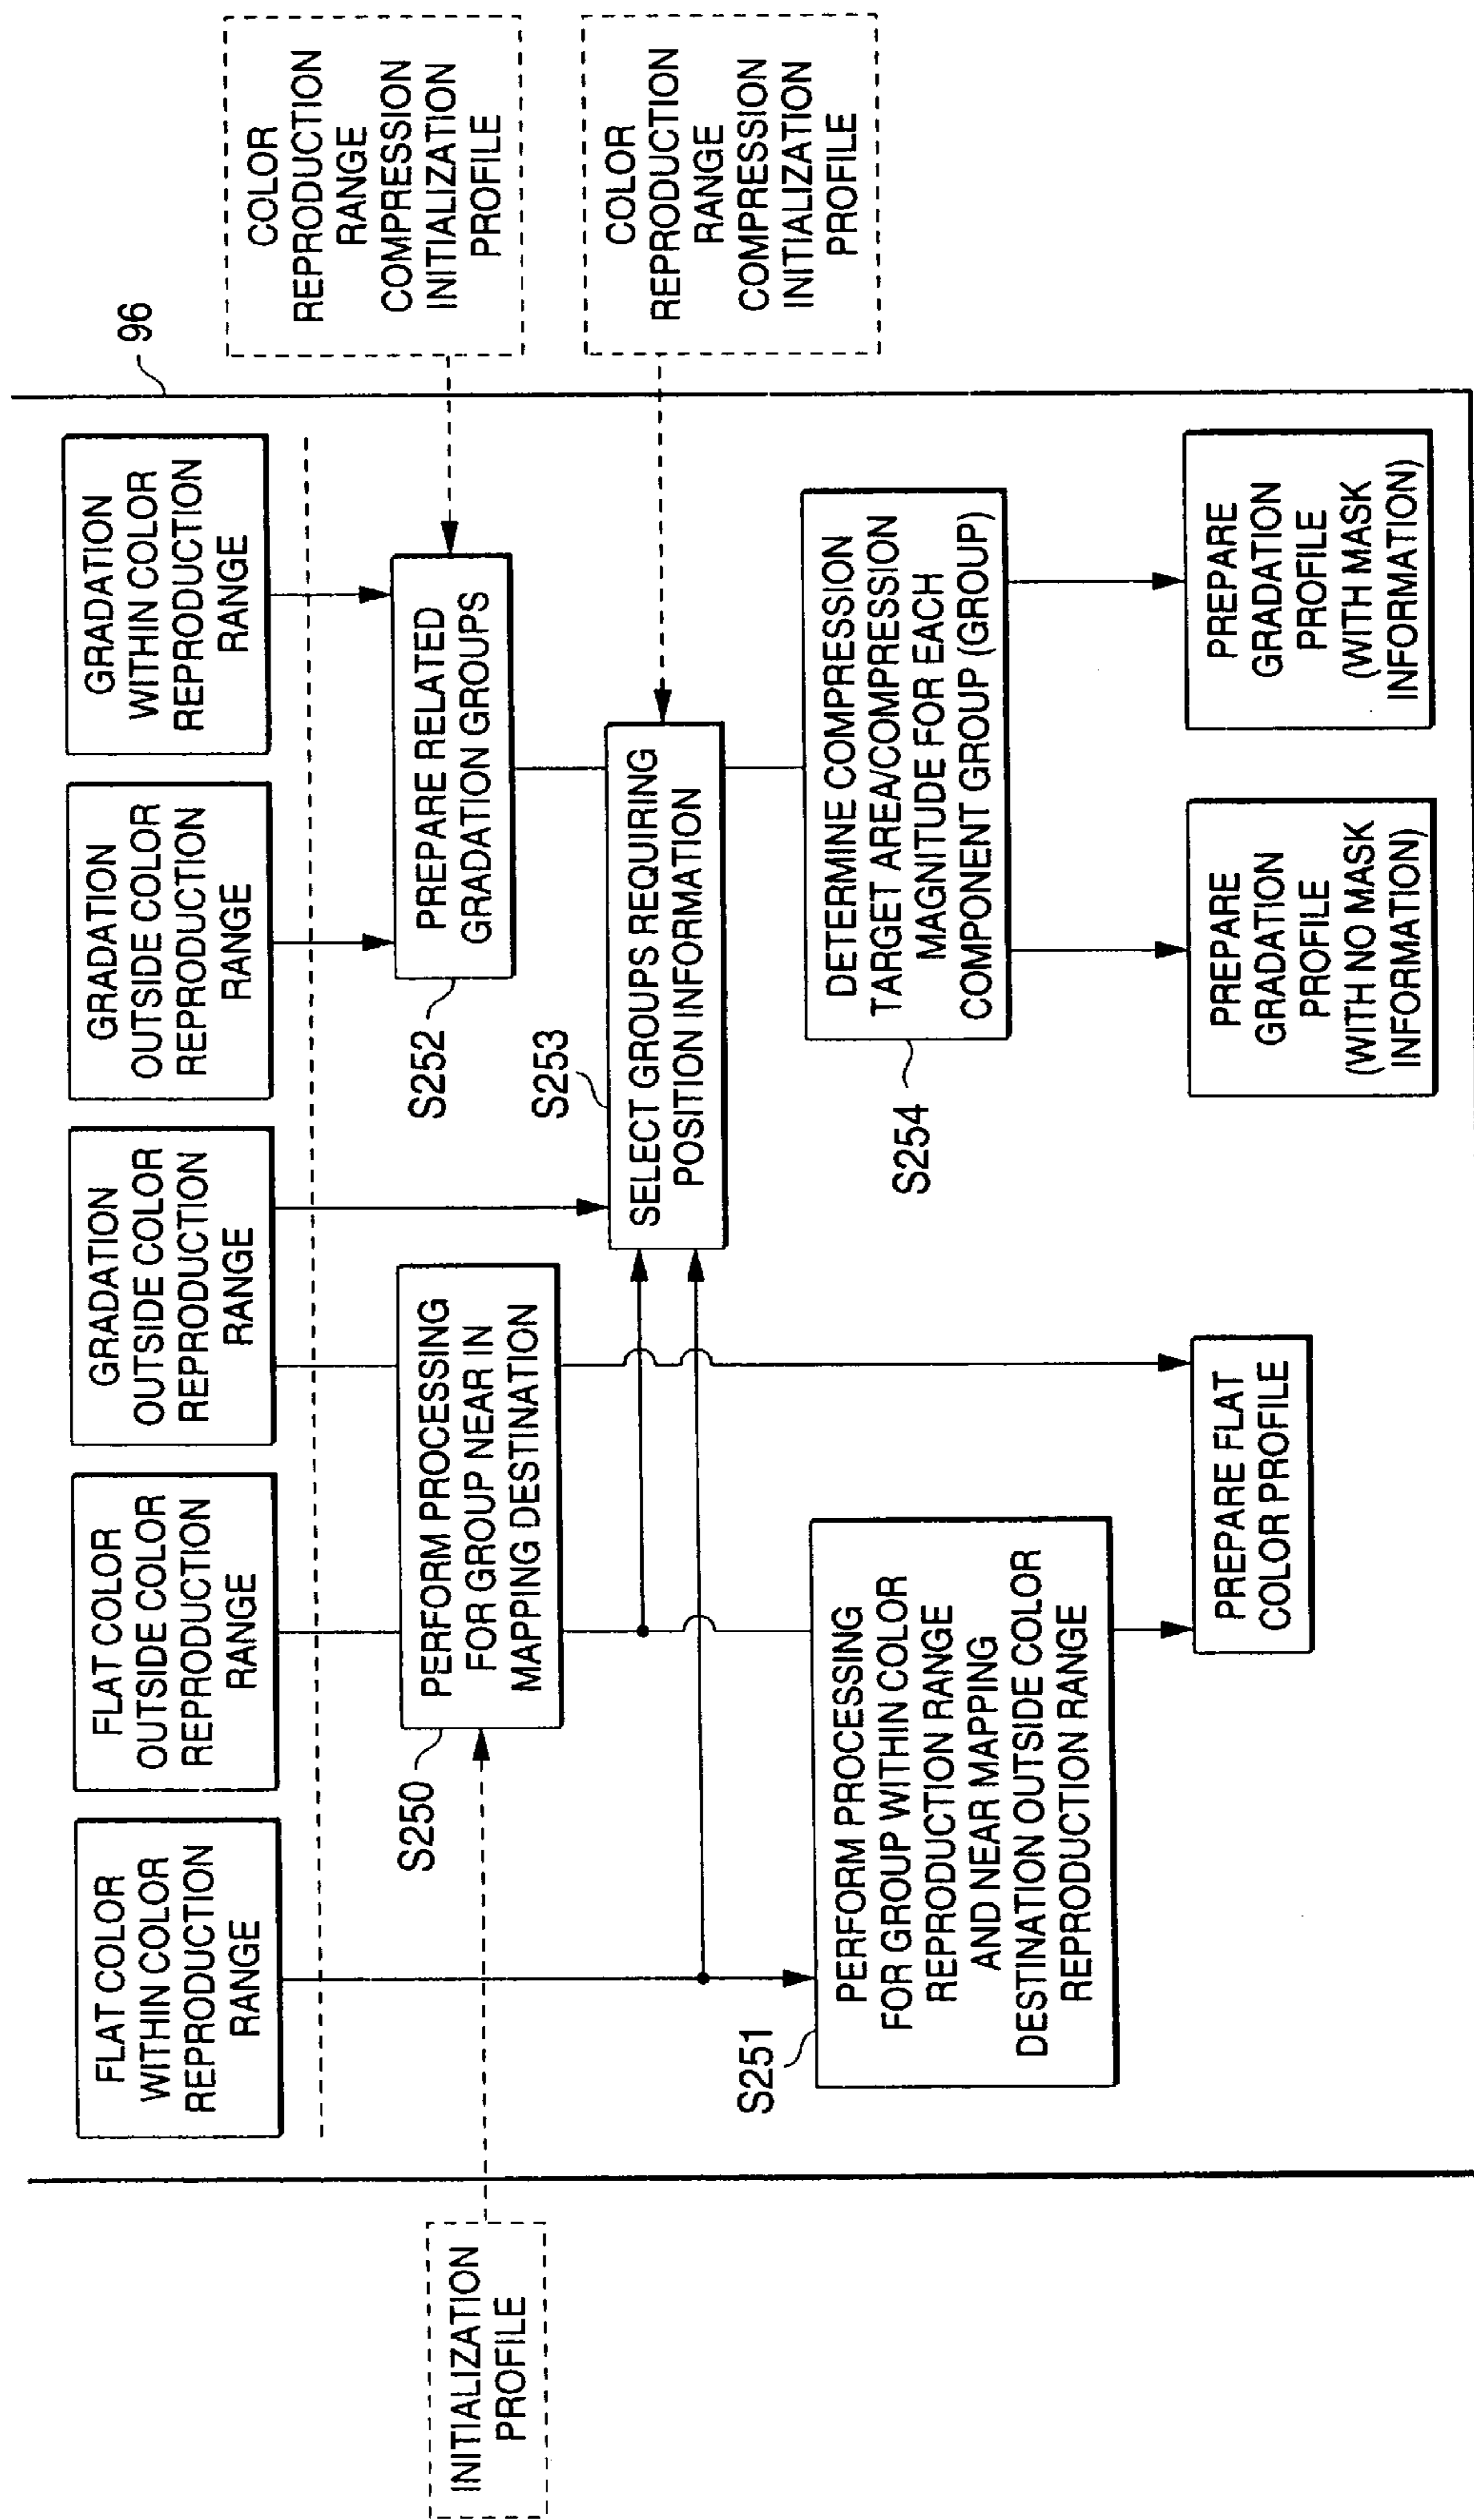 96
FLAT COLOR
WITHIN COLOR
REPRODUCTION
RANGE
FLAT COLOR
OUTSIDE COLOR
REPRODUCTION
RANGE
GRADATION
OUTSIDE COLOR
REPRODUCTION
RANGE
GRADATION
OUTSIDE COLOR
REPRODUCTION
RANGE
GRADATION
WITHIN COLOR
REPRODUCTION
RANGE
INITIALIZATION
PROFILE
S250
PERFORM PROCESSING
FOR GROUP NEAR IN
MAPPING DESTINATION
S252
PREPARE RELATED
GRADATION GROUPS
COLOR
REPRODUCTION
RANGE
COMPRESSION
INITIALIZATION
PROFILE
S253
SELECT GROUPS REQUIRING
POSITION INFORMATION
COLOR
REPRODUCTION
RANGE
COMPRESSION
INITIALIZATION
PROFILE
S251
PERFORM PROCESSING
FOR GROUP WITHIN COLOR
REPRODUCTION RANGE
AND NEAR MAPPING
DESTINATION OUTSIDE COLOR
REPRODUCTION RANGE
S254
DETERMINE COMPRESSION
TARGET AREA/COMPRESSION
MAGNITUDE FOR EACH
COMPONENT GROUP (GROUP)
PREPARE FLAT
COLOR PROFILE
PREPARE
GRADATION
PROFILE
(WITH NO MASK
INFORMATION)
PREPARE
GRADATION
PROFILE
(WITH MASK
INFORMATION)